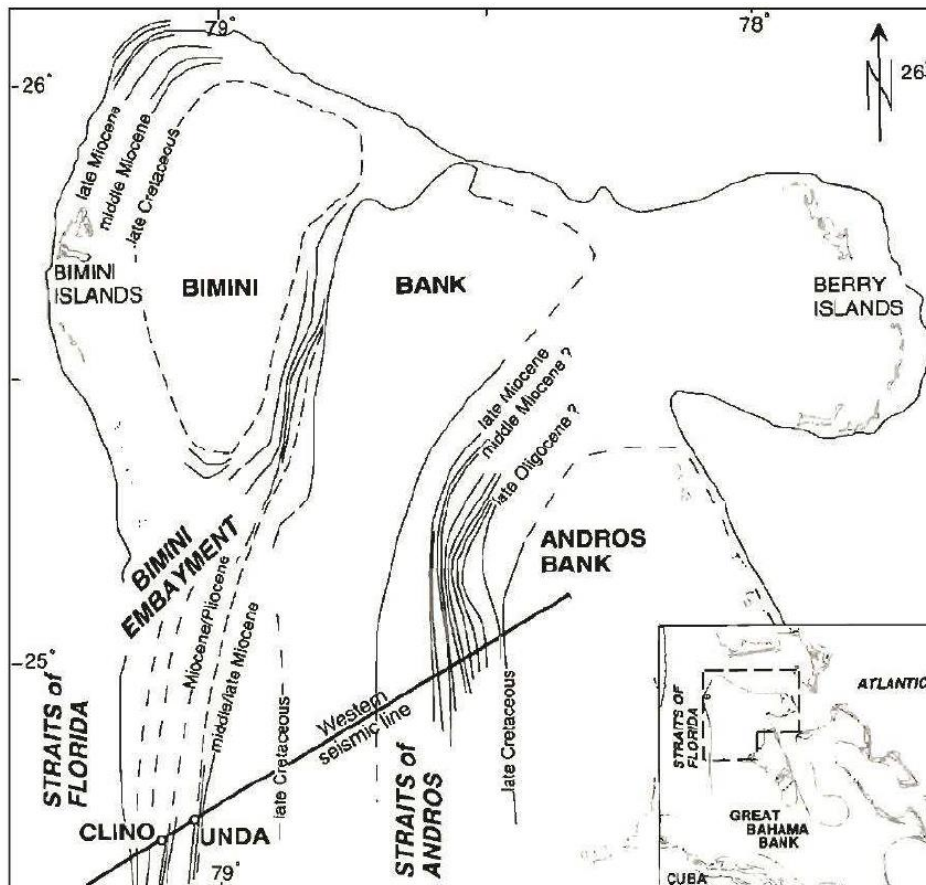 79°
78°
26°
26°
late Miocene
middle Miocene
late Cretaceous
BIMINI
ISLANDS
BIMINI
BANK
BERRY
ISLANDS
late Miocene
middle Miocene ?
late Oligocene ?
ANDROS
BANK
BIMINI
EMBAYMENT
Miocene/Pliocene
middle/late Miocene
25°
STRAITS of
FLORIDA
late Cretaceous
Western
seismic line
STRAITS of
ANDROS
late Cretaceous
CLINO
UNDA
79°
N
STRAITS OF
FLORIDA
ATLANTIC
GREAT
BAHAMA
BANK
CUBA